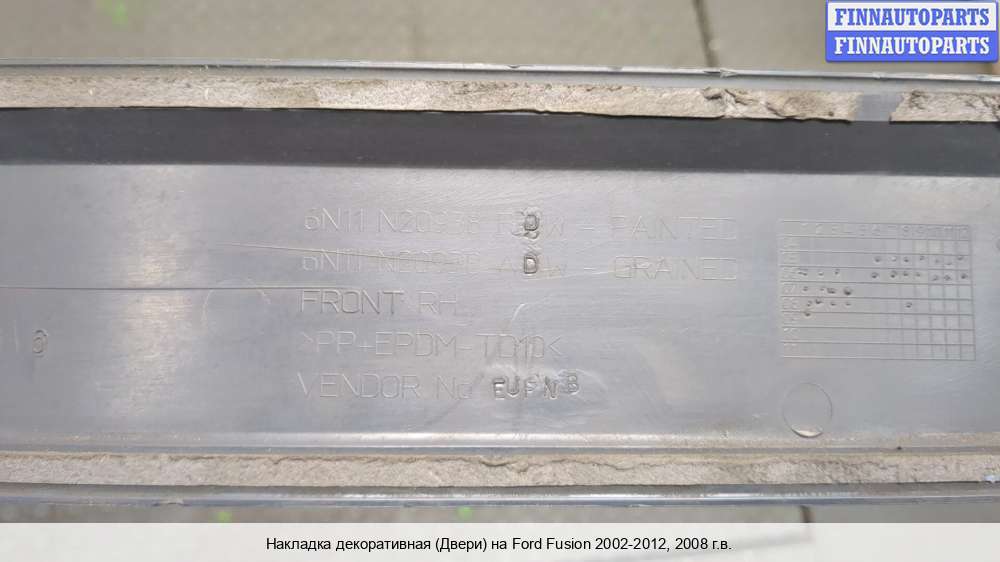 FINNAUTOPARTS
FINNAUTOPARTS
6N11 N20938 - PAINTED
6N11 - GRAINED
FRONT RH
>PP+EPDM-TD10<
VENDOR No EUFNB
Накладка декоративная (Двери) на Ford Fusion 2002-2012, 2008 г.в.